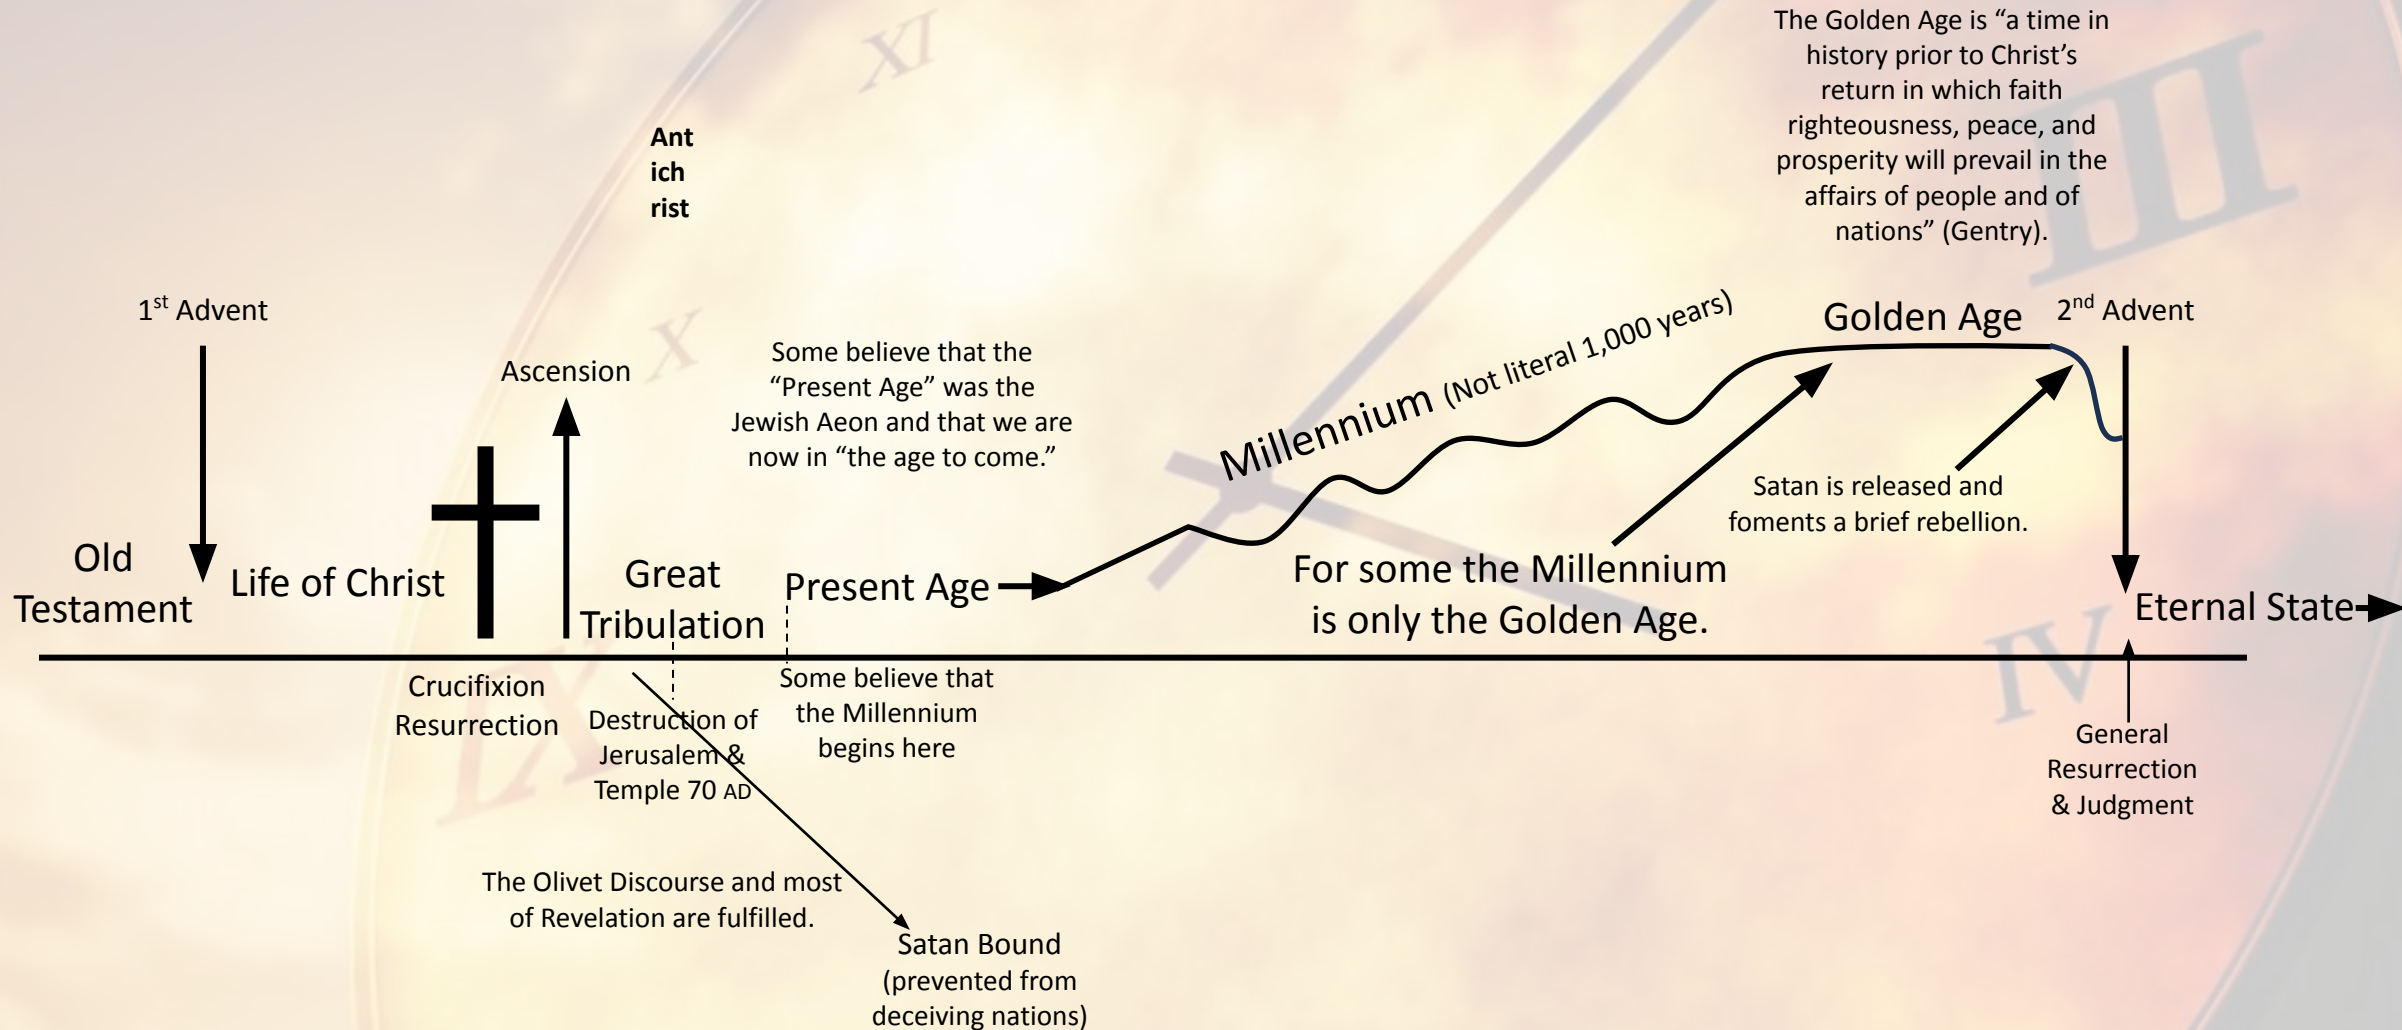 The Golden Age is “a time in
history prior to Christ’s
return in which faith
righteousness, peace, and
prosperity will prevail in the
affairs of people and of
nations” (Gentry).
XI
III
Ant
ich
rist
X
1st Advent
Ascension
Some believe that the
“Present Age” was the
Jewish Aeon and that we are
now in “the age to come.”
Millennium (Not literal 1,000 years)
Golden Age
2nd Advent
Satan is released and
foments a brief rebellion.
Old
Testament
Life of Christ
Great
Tribulation
Present Age
For some the Millennium
is only the Golden Age.
Eternal State
IV
IX
Crucifixion
Resurrection
Destruction of
Jerusalem &
Temple 70 AD
Some believe that
the Millennium
begins here
General
Resurrection
& Judgment
The Olivet Discourse and most
of Revelation are fulfilled.
Satan Bound
(prevented from
deceiving nations)